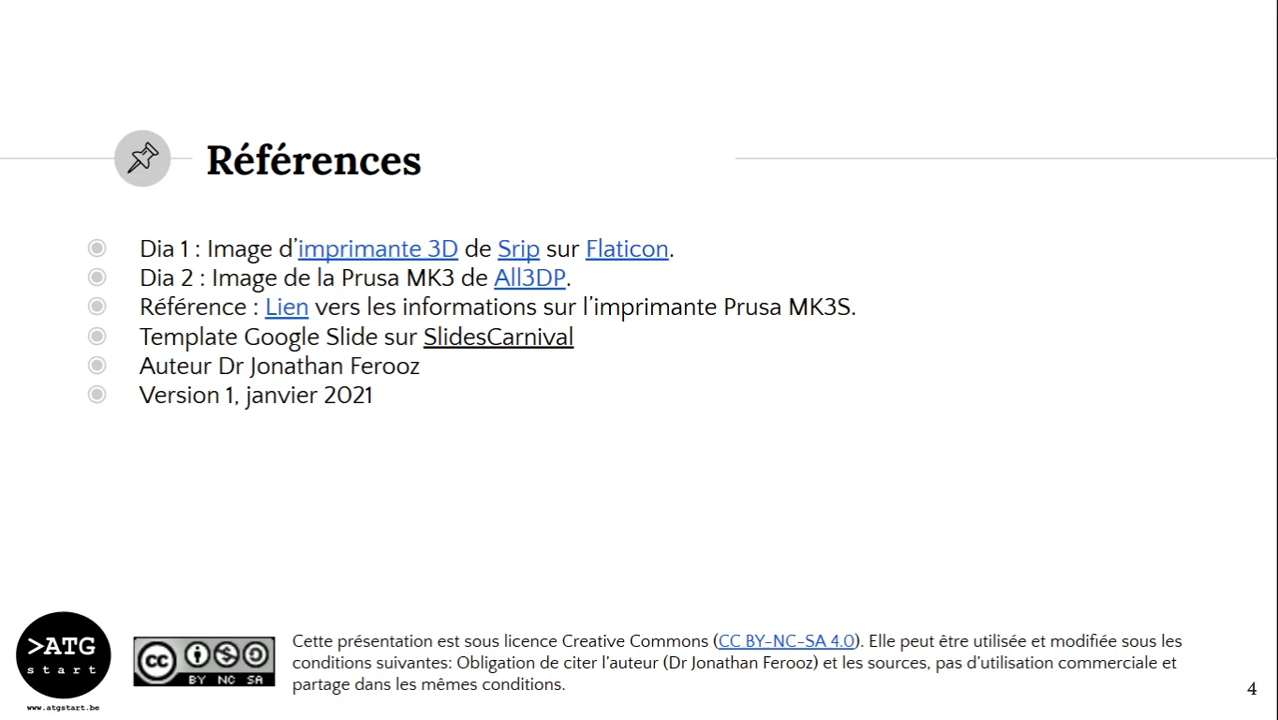 Références
Dia 1 : Image d’imprimante 3D de Srip sur Flaticon.
Dia 2 : Image de la Prusa MK3 de All3DP.
Référence : Lien vers les informations sur l’imprimante Prusa MK3S.
Template Google Slide sur SlidesCarnival
Auteur Dr Jonathan Ferooz
Version 1, janvier 2021
>ATG
start
www.atgstart.be
cc
BY NC SA
Cette présentation est sous licence Creative Commons (CC BY-NC-SA 4.0). Elle peut être utilisée et modifiée sous les
conditions suivantes: Obligation de citer l’auteur (Dr Jonathan Ferooz) et les sources, pas d’utilisation commerciale et
partage dans les mêmes conditions.
4